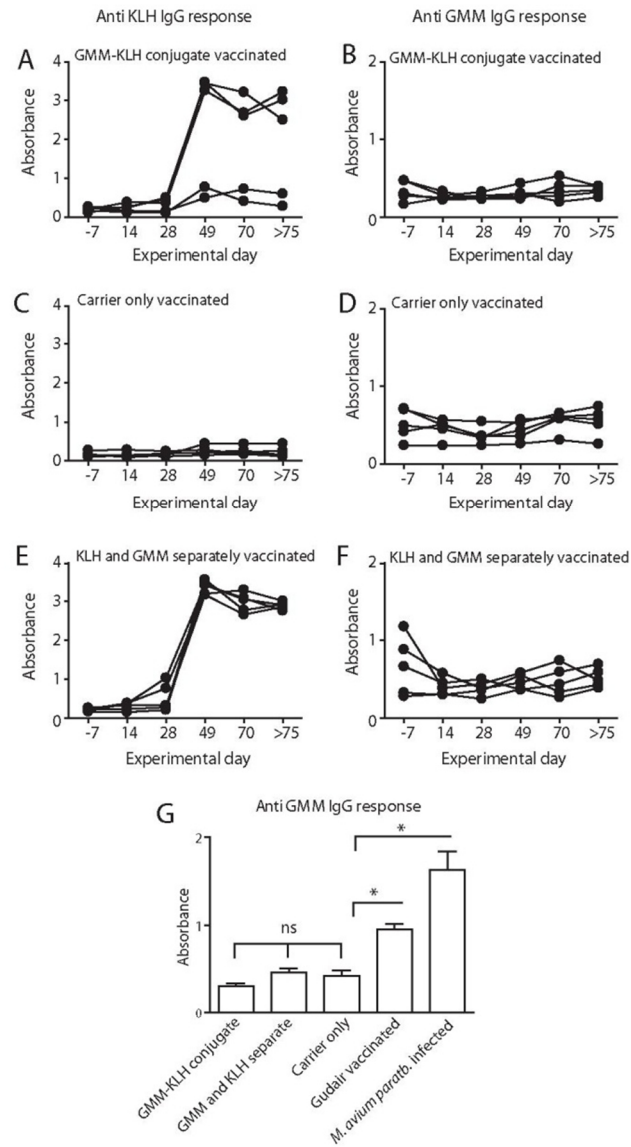 Anti KLH IgG response
Anti GMM IgG response
A
GMM-KLH conjugate vaccinated
4
3
2
1
0
Absorbance
-7 14 28 49 70 >75
Experimental day
B
GMM-KLH conjugate vaccinated
2
1
0
Absorbance
-7 14 28 49 70 >75
Experimental day
C
Carrier only vaccinated
4
3
2
1
0
Absorbance
-7 14 28 49 70 >75
Experimental day
D
Carrier only vaccinated
2
1
0
Absorbance
-7 14 28 49 70 >75
Experimental day
E
KLH and GMM separately vaccinated
4
3
2
1
0
Absorbance
-7 14 28 49 70 >75
Experimental day
F
KLH and GMM separately vaccinated
2
1
0
Absorbance
-7 14 28 49 70 >75
Experimental day
G
Anti GMM IgG response
2
1
0
Absorbance
ns
*
*
GMM-KLH conjugate
GMM and KLH separate
Carrier only
Gudair vaccinated
M. avium paratb. infected